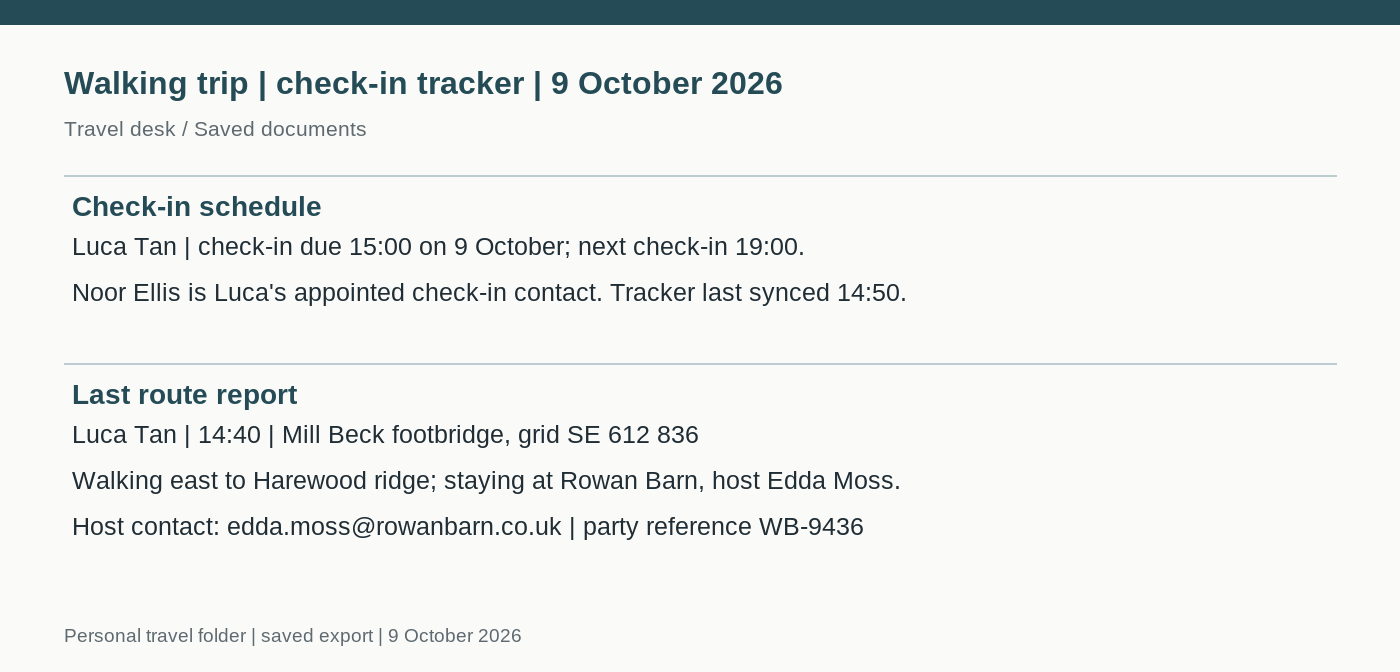 Walking trip | check-in tracker | 9 October 2026
Travel desk / Saved documents
Check-in schedule
Luca Tan | check-in due 15:00 on 9 October; next check-in 19:00.
Noor Ellis is Luca's appointed check-in contact. Tracker last synced 14:50.
Last route report
Luca Tan | 14:40 | Mill Beck footbridge, grid SE 612 836
Walking east to Harewood ridge; staying at Rowan Barn, host Edda Moss.
Host contact: edda.moss@rowanbarn.co.uk | party reference WB-9436
Personal travel folder | saved export | 9 October 2026